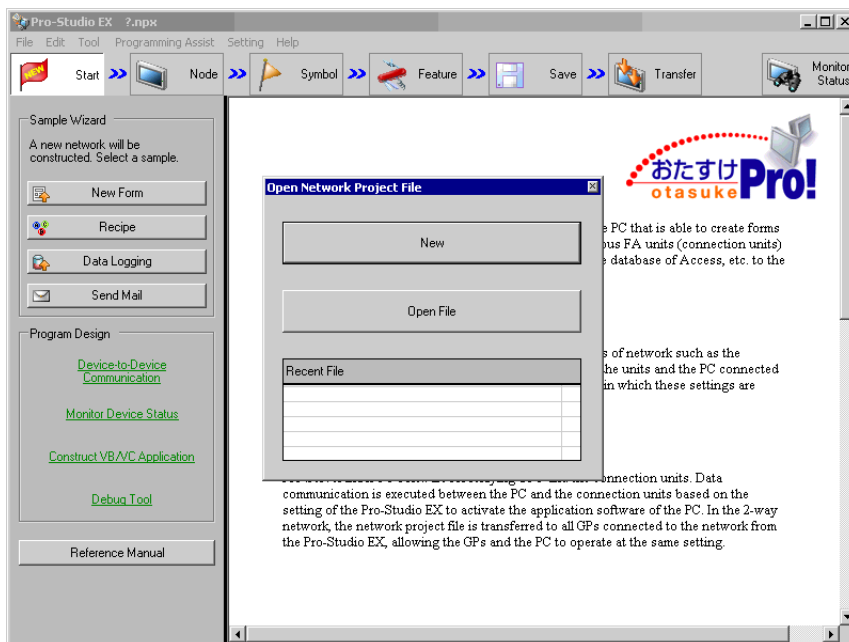 Pro-Studio EX    ?.npx
File  Edit  Tool  Programming Assist  Setting  Help
NEW  Start  Node  Symbol  Feature  Save  Transfer  Monitor Status
Sample Wizard
A new network will be
constructed. Select a sample.
New Form
Recipe
Data Logging
Send Mail
Program Design
Device-to-Device
Communication
Monitor Device Status
Construct VB/VC Application
Debug Tool
Reference Manual
おたすけ Pro!
otasuke
PC that is able to create forms
FA units (connection units)
database of Access, etc. to the
Open Network Project File
New
Open File
Recent File
of network such as the
units and the PC connected
in which these settings are
connection units. Data
communication is executed between the PC and the connection units based on the
setting of the Pro-Studio EX to activate the application software of the PC. In the 2-way
network, the network project file is transferred to all GPs connected to the network from
the Pro-Studio EX, allowing the GPs and the PC to operate at the same setting.